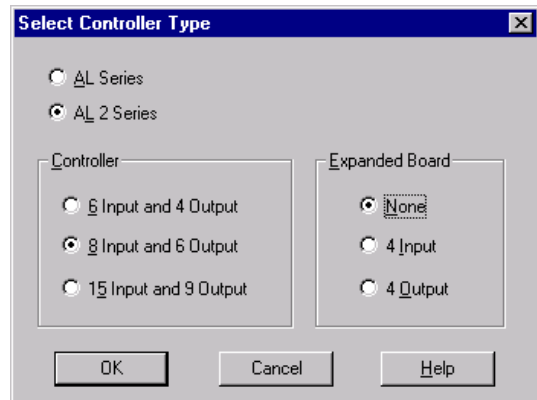 Select Controller Type
AL Series
AL 2 Series
Controller
6 Input and 4 Output
8 Input and 6 Output
15 Input and 9 Output
Expanded Board
None
4 Input
4 Output
OK
Cancel
Help